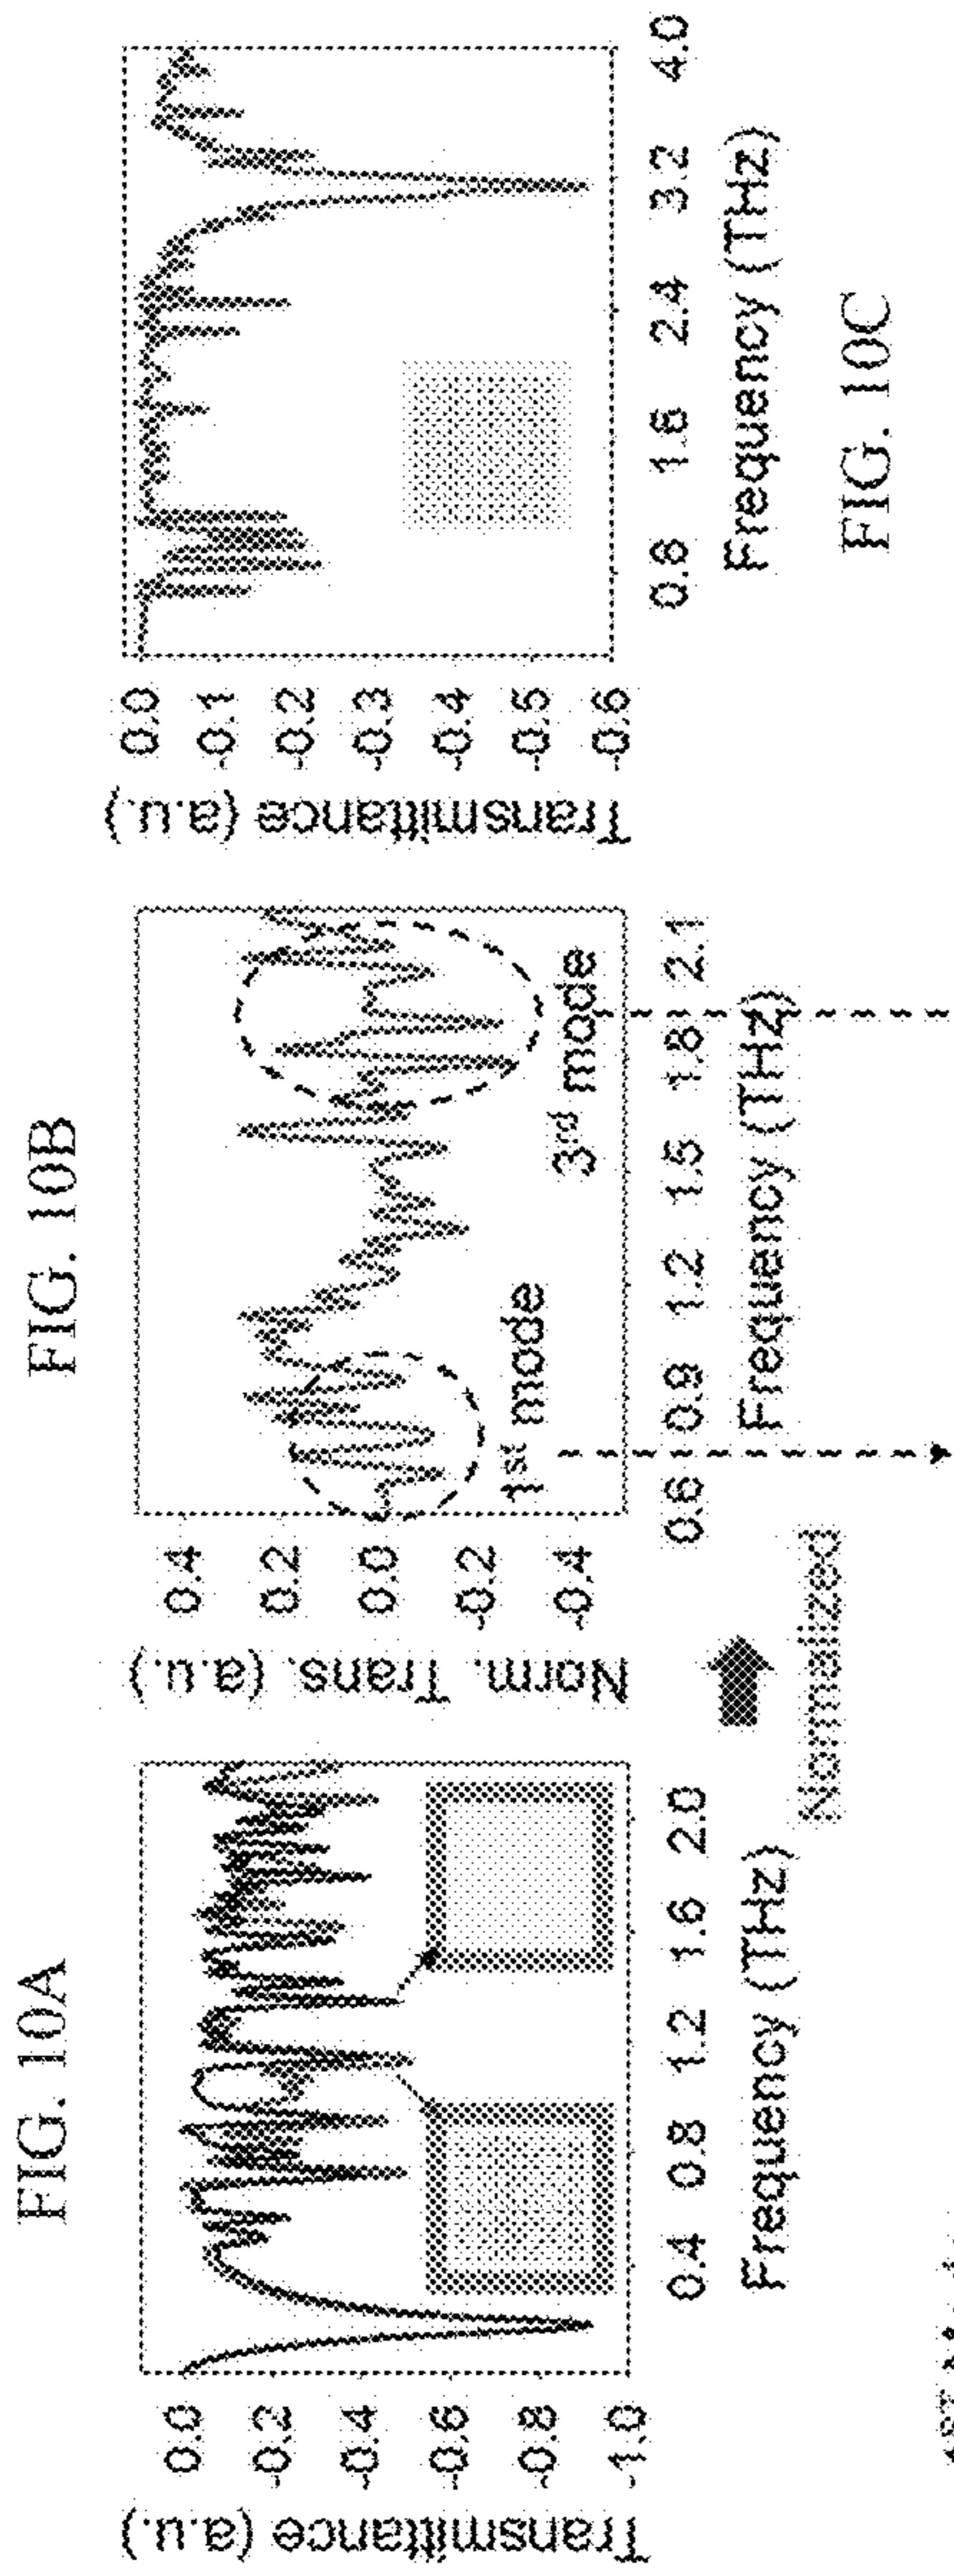 FIG. 10A
Transmittance (a.u.)
0.0
-0.2
-0.4
-0.6
-0.8
-1.0
0.4 0.8 1.2 1.6 2.0
Frequency (THz)
Normalized
FIG. 10B
Norm. Trans. (a.u.)
0.4
0.2
0.0
-0.2
-0.4
1st mode
3rd mode
0.6 0.9 1.2 1.5 1.8 2.1
Frequency (THz)
Transmittance (a.u.)
0.0
-0.1
-0.2
-0.3
-0.4
-0.5
-0.6
0.8 1.6 2.4 3.2 4.0
Frequency (THz)
FIG. 10C